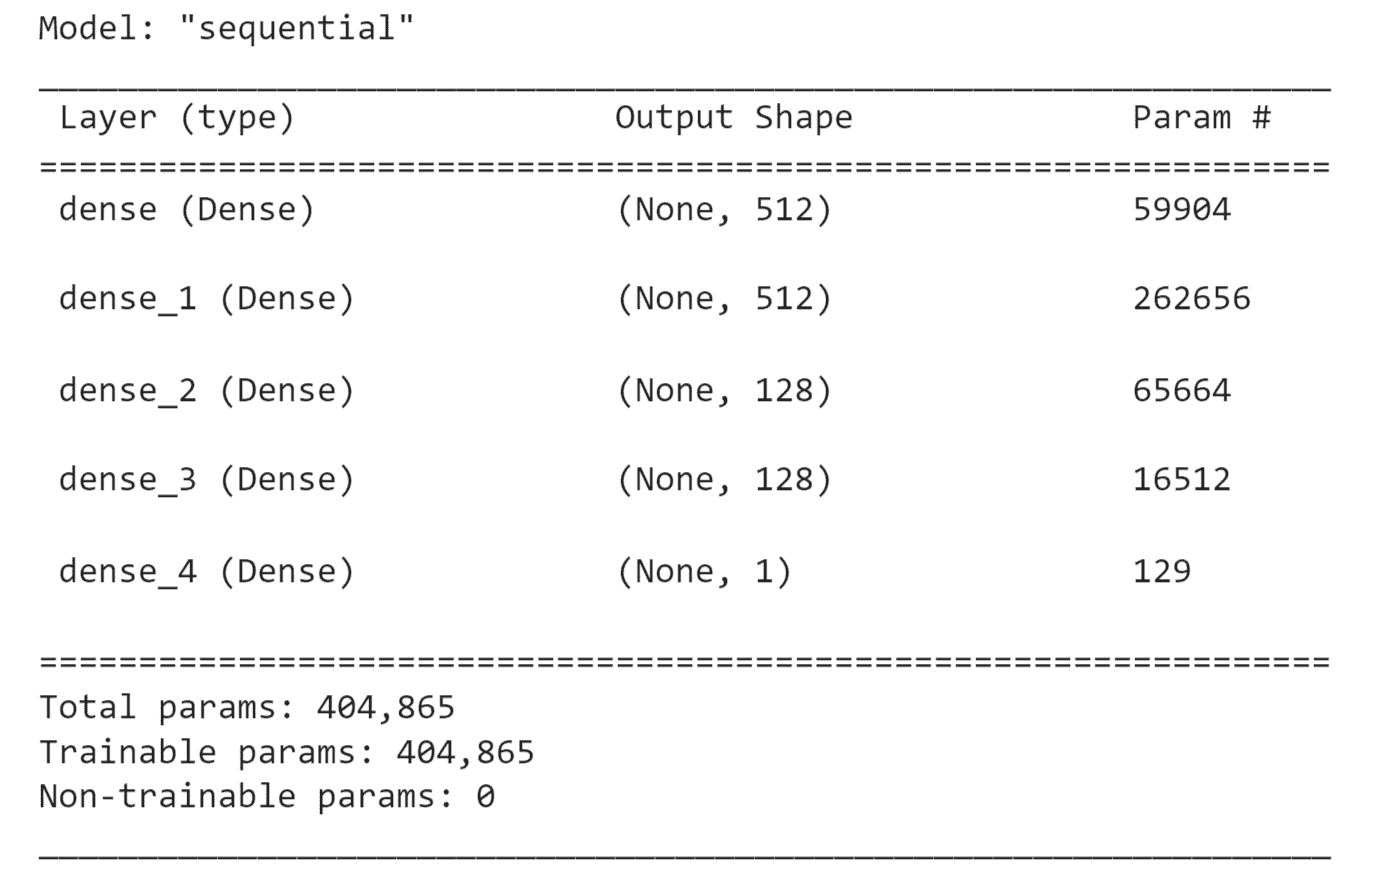 Model: "sequential"
_________________________________________________________________
Layer (type) Output Shape Param #
=================================================================
dense (Dense) (None, 512) 59904
dense_1 (Dense) (None, 512) 262656
dense_2 (Dense) (None, 128) 65664
dense_3 (Dense) (None, 128) 16512
dense_4 (Dense) (None, 1) 129
=================================================================
Total params: 404,865
Trainable params: 404,865
Non-trainable params: 0
_________________________________________________________________